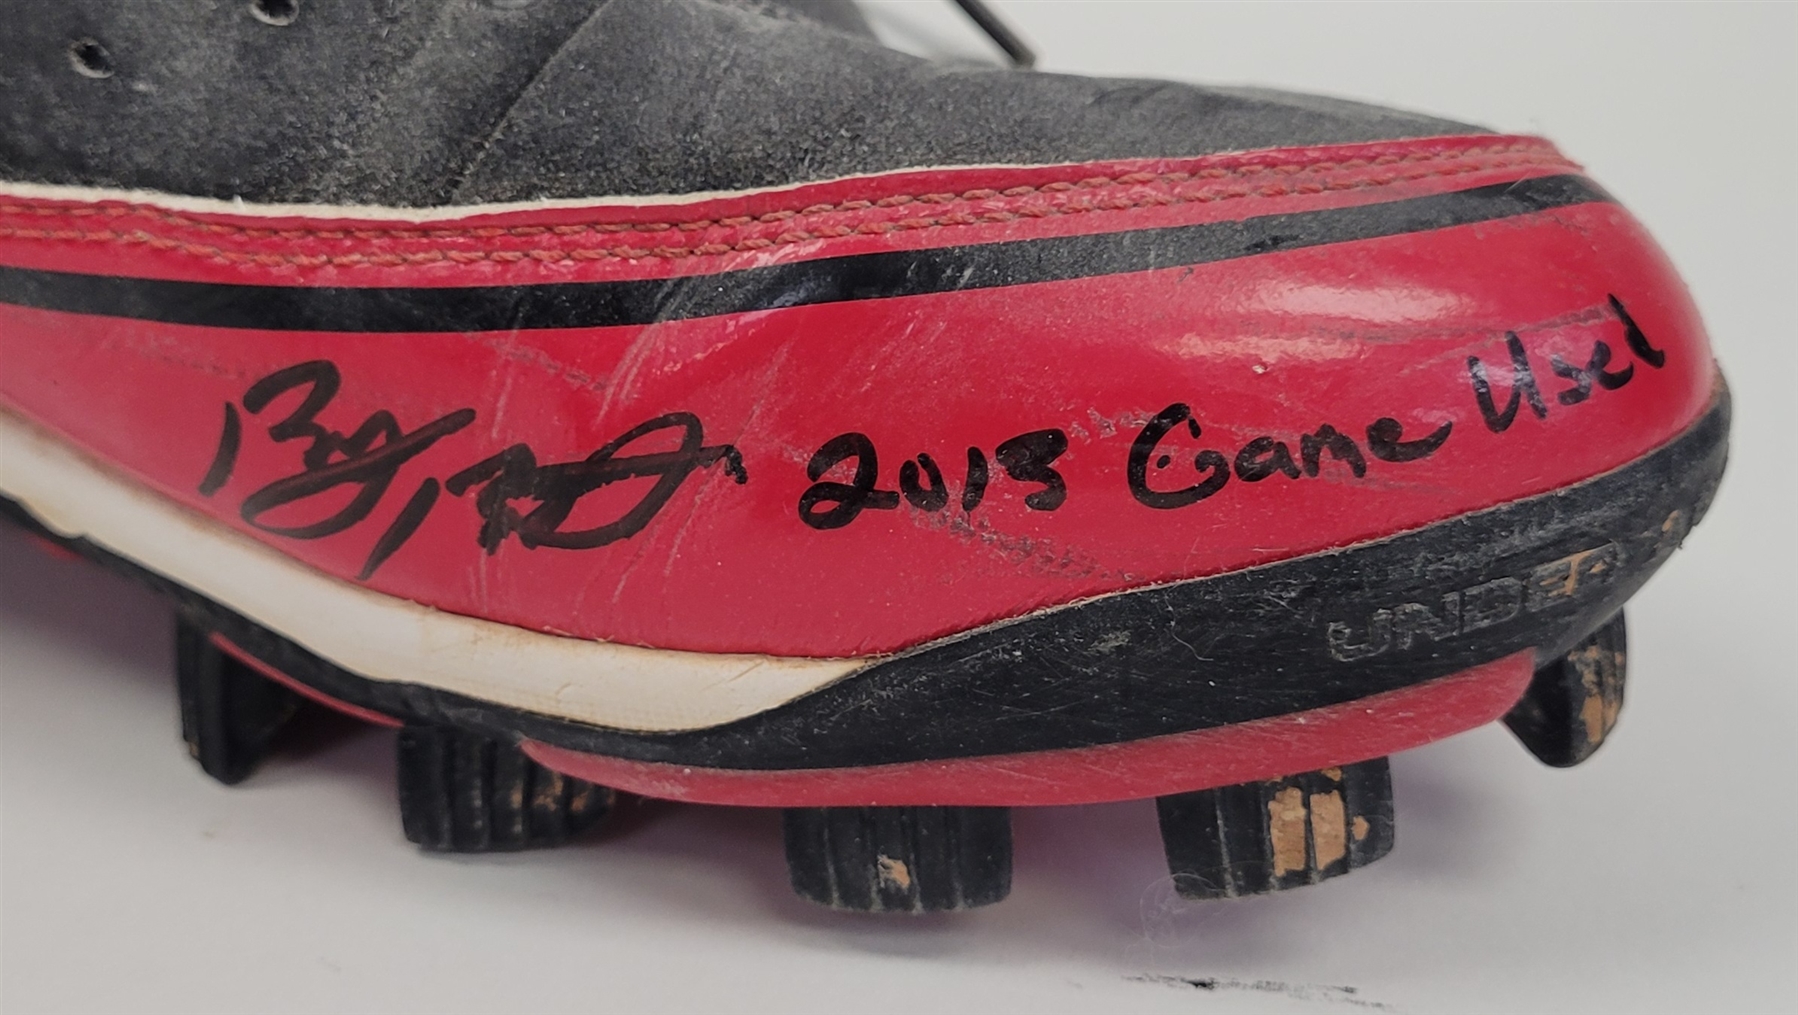 2013 Game Used
UNDER